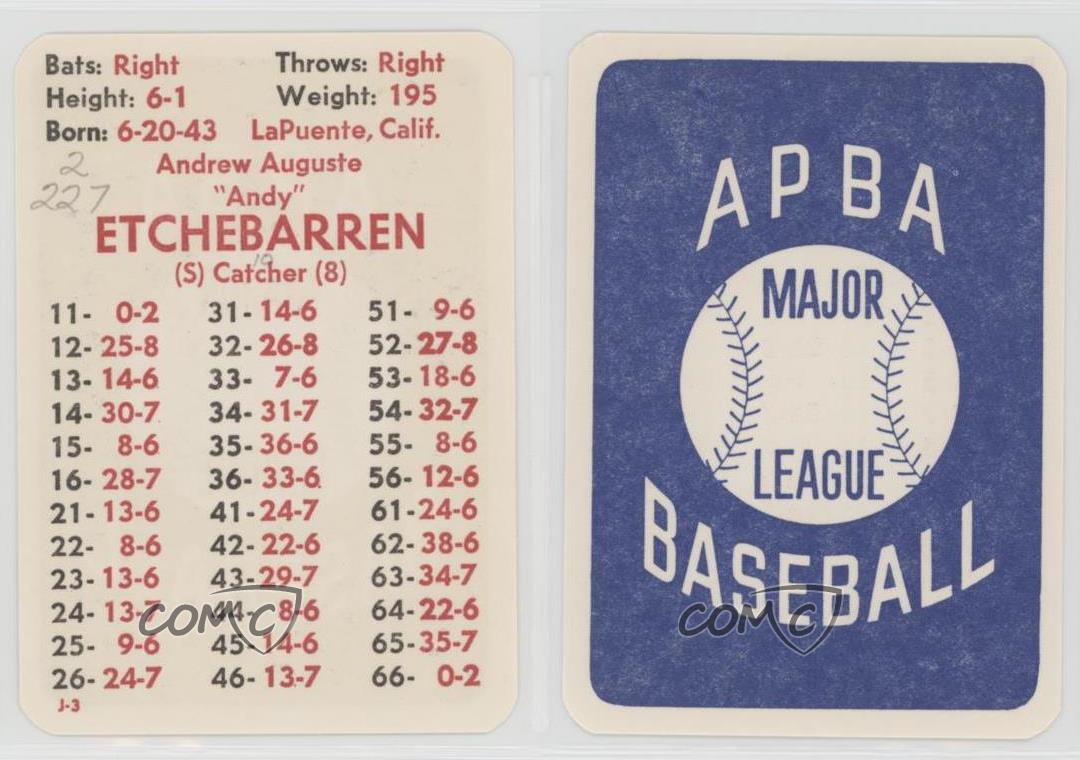 Bats: Right Throws: Right
Height: 6-1 Weight: 195
Born: 6-20-43 LaPuente, Calif.
2 Andrew Auguste
227 "Andy"
ETCHEBARREN
19
(S) Catcher (8)
11- 0-2 31- 14-6 51- 9-6
12- 25-8 32- 26-8 52- 27-8
13- 14-6 33- 7-6 53- 18-6
14- 30-7 34- 31-7 54- 32-7
15- 8-6 35- 36-6 55- 8-6
16- 28-7 36- 33-6 56- 12-6
21- 13-6 41- 24-7 61- 24-6
22- 8-6 42- 22-6 62- 38-6
23- 13-6 43- 29-7 63- 34-7
24- 13-7 44- 8-6 64- 22-6
25- 9-6 45- 14-6 65- 35-7
26- 24-7 46- 13-7 66- 0-2
J-3
COMC
APBA
MAJOR
LEAGUE
BASEBALL
COMC